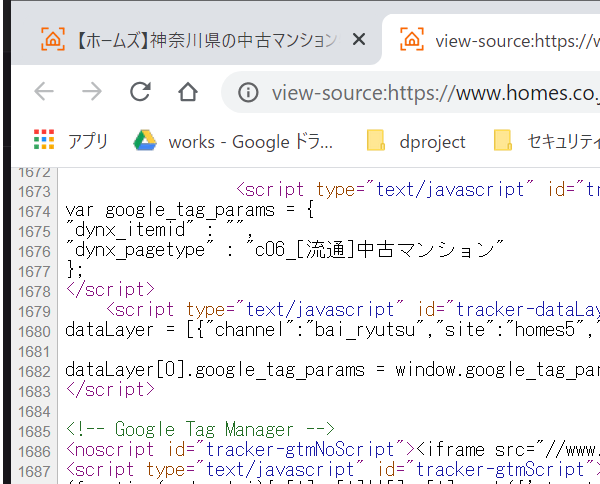 【ホームズ】神奈川県の中古マンション
view-source:https://w
view-source:https://www.homes.co.j
アプリ works - Google ドラ... dproject セキュリティ
1672
1673 <script type="text/javascript" id="tr
1674 var google_tag_params = {
1675 "dynx_itemid" : "",
1676 "dynx_pagetype" : "c06_[流通]中古マンション"
1677 };
1678 </script>
1679 <script type="text/javascript" id="tracker-dataLay
1680 dataLayer = [{"channel":"bai_ryutsu","site":"homes5","
1681
1682 dataLayer[0].google_tag_params = window.google_tag_par
1683 </script>
1684
1685 <!-- Google Tag Manager -->
1686 <noscript id="tracker-gtmNoScript"><iframe src="//www.
1687 <script type="text/javascript" id="tracker-gtmScript">